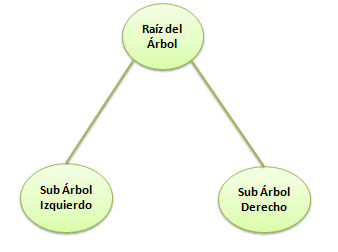 Raíz del
Árbol
Sub Árbol
Izquierdo
Sub Árbol
Derecho